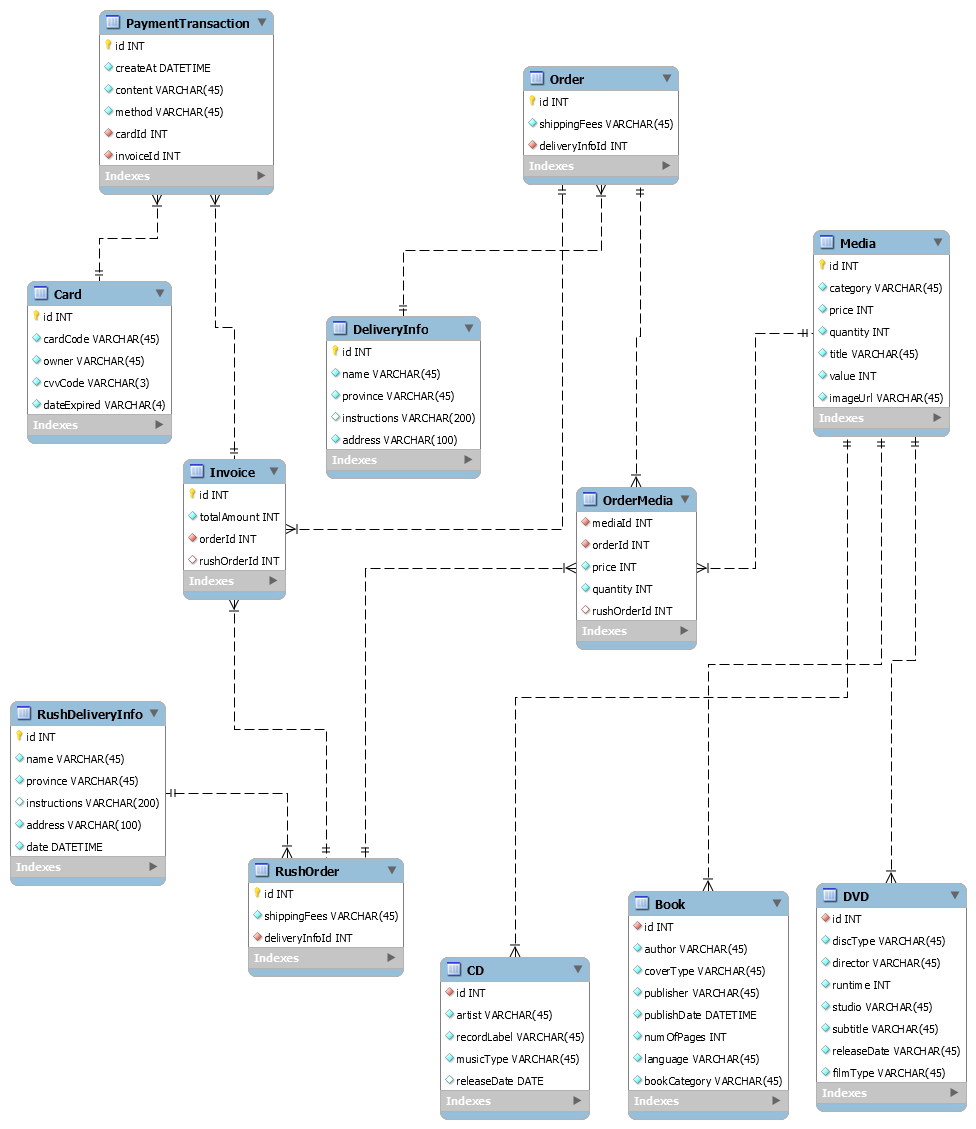 PaymentTransaction
id INT
createAt DATETIME
content VARCHAR(45)
method VARCHAR(45)
cardId INT
invoiceId INT
Indexes
Order
id INT
shippingFees VARCHAR(45)
deliveryInfoId INT
Indexes
Media
id INT
category VARCHAR(45)
price INT
quantity INT
title VARCHAR(45)
value INT
imageUrl VARCHAR(45)
Indexes
Card
id INT
cardCode VARCHAR(45)
owner VARCHAR(45)
cvvCode VARCHAR(3)
dateExpired VARCHAR(4)
Indexes
DeliveryInfo
id INT
name VARCHAR(45)
province VARCHAR(45)
instructions VARCHAR(200)
address VARCHAR(100)
Indexes
Invoice
id INT
totalAmount INT
orderId INT
rushOrderId INT
Indexes
OrderMedia
mediaId INT
orderId INT
price INT
quantity INT
rushOrderId INT
Indexes
RushDeliveryInfo
id INT
name VARCHAR(45)
province VARCHAR(45)
instructions VARCHAR(200)
address VARCHAR(100)
date DATETIME
Indexes
RushOrder
id INT
shippingFees VARCHAR(45)
deliveryInfoId INT
Indexes
CD
id INT
artist VARCHAR(45)
recordLabel VARCHAR(45)
musicType VARCHAR(45)
releaseDate DATE
Indexes
Book
id INT
author VARCHAR(45)
coverType VARCHAR(45)
publisher VARCHAR(45)
publishDate DATETIME
numOfPages INT
language VARCHAR(45)
bookCategory VARCHAR(45)
Indexes
DVD
id INT
discType VARCHAR(45)
director VARCHAR(45)
runtime INT
studio VARCHAR(45)
subtitle VARCHAR(45)
releaseDate VARCHAR(45)
filmType VARCHAR(45)
Indexes